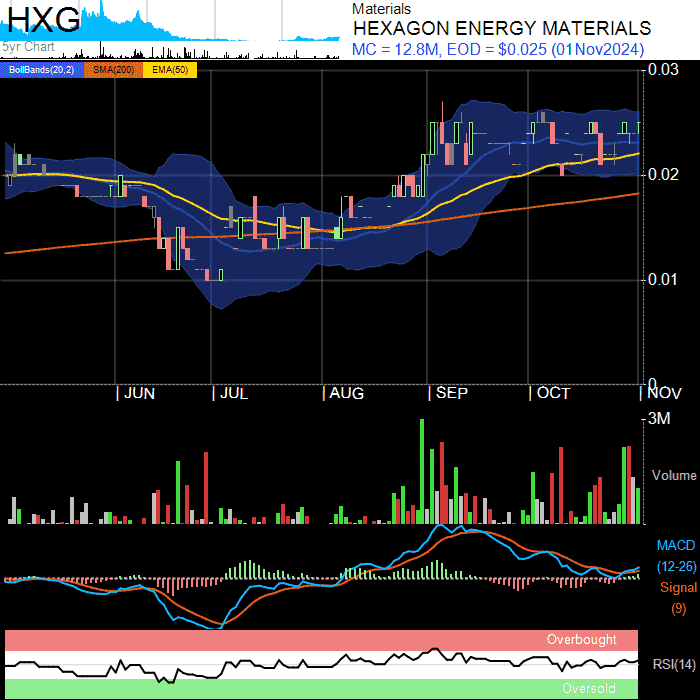 HXG
5yr Chart
Materials
HEXAGON ENERGY MATERIALS
MC = 12.8M, EOD = $0.025 (01Nov2024)
BollBands(20,2) SMA(200) EMA(50)
0.03
0.02
0.01
0
| JUN | JUL | AUG | SEP | OCT | NOV
3M
Volume
MACD
(12-26)
Signal
(9)
Overbought
RSI(14)
Oversold